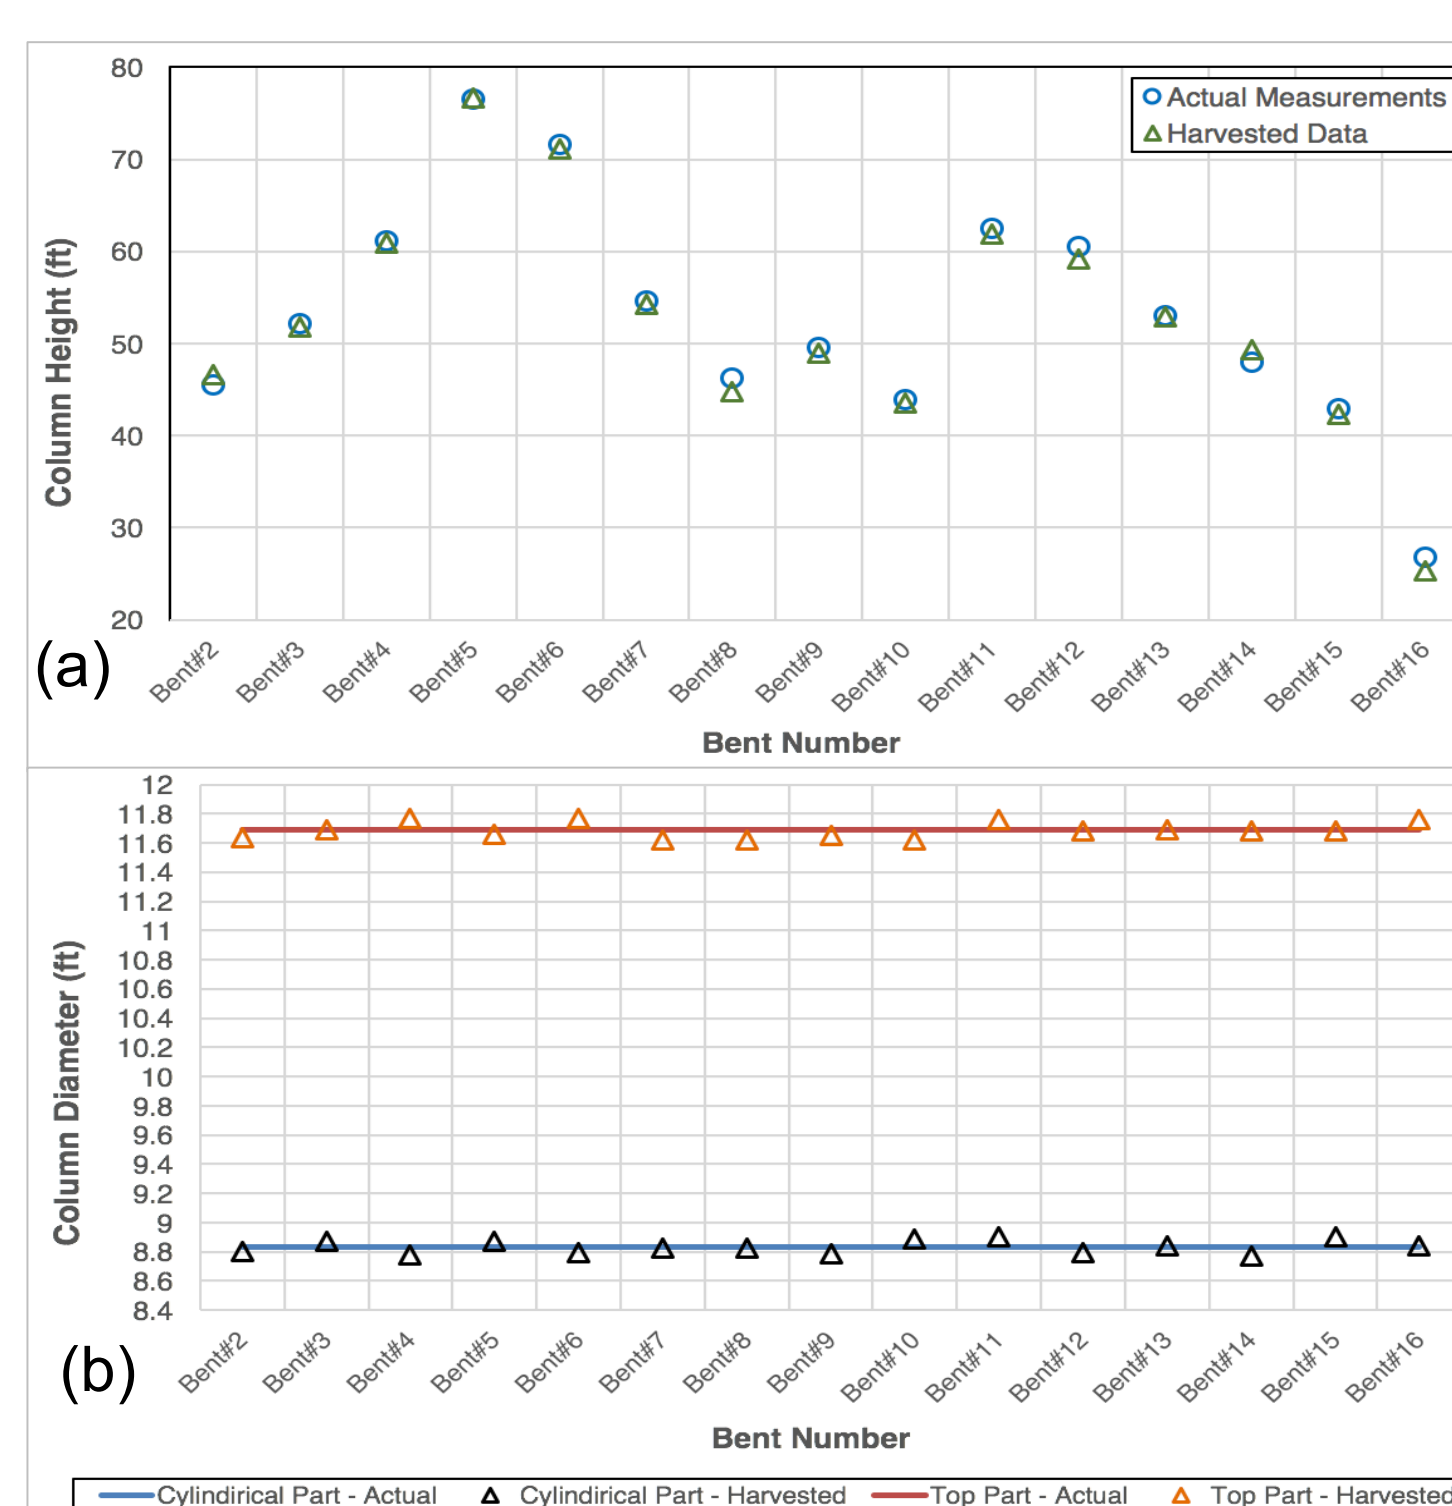 80
70
60
50
40
30
20
Column Height (ft)
Actual Measurements
Harvested Data
(a)
Bent#2 Bent#3 Bent#4 Bent#5 Bent#6 Bent#7 Bent#8 Bent#9 Bent#10 Bent#11 Bent#12 Bent#13 Bent#14 Bent#15 Bent#16
Bent Number
12
11.8
11.6
11.4
11.2
11
10.8
10.6
10.4
10.2
10
9.8
9.6
9.4
9.2
9
8.8
8.6
8.4
Column Diameter (ft)
(b)
Bent#2 Bent#3 Bent#4 Bent#5 Bent#6 Bent#7 Bent#8 Bent#9 Bent#10 Bent#11 Bent#12 Bent#13 Bent#14 Bent#15 Bent#16
Bent Number
Cylindirical Part - Actual Cylindirical Part - Harvested Top Part - Actual Top Part - Harvested